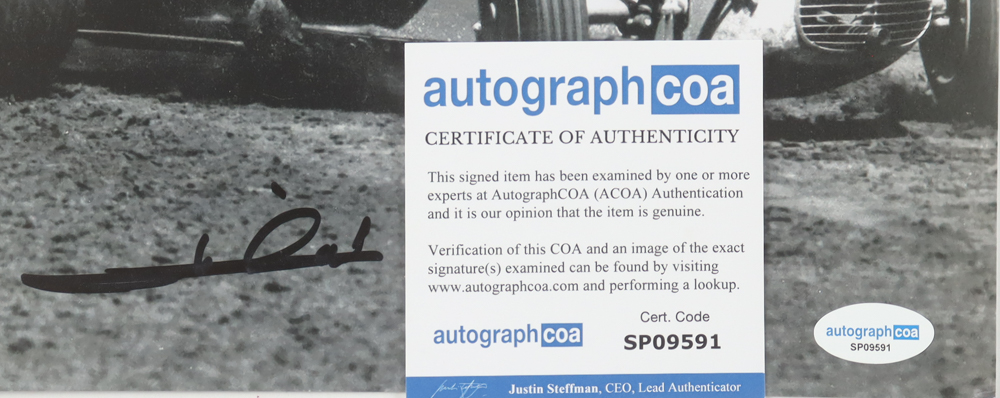 autographcoa
CERTIFICATE OF AUTHENTICITY
This signed item has been examined by one or more
experts at AutographCOA (ACOA) Authentication
and it is our opinion that the item is genuine.
Verification of this COA and an image of the exact
signature(s) examined can be found by visiting
www.autographcoa.com and performing a lookup.
autographcoa
Cert. Code
SP09591
Justin Steffman, CEO, Lead Authenticator
autographcoa
SP09591